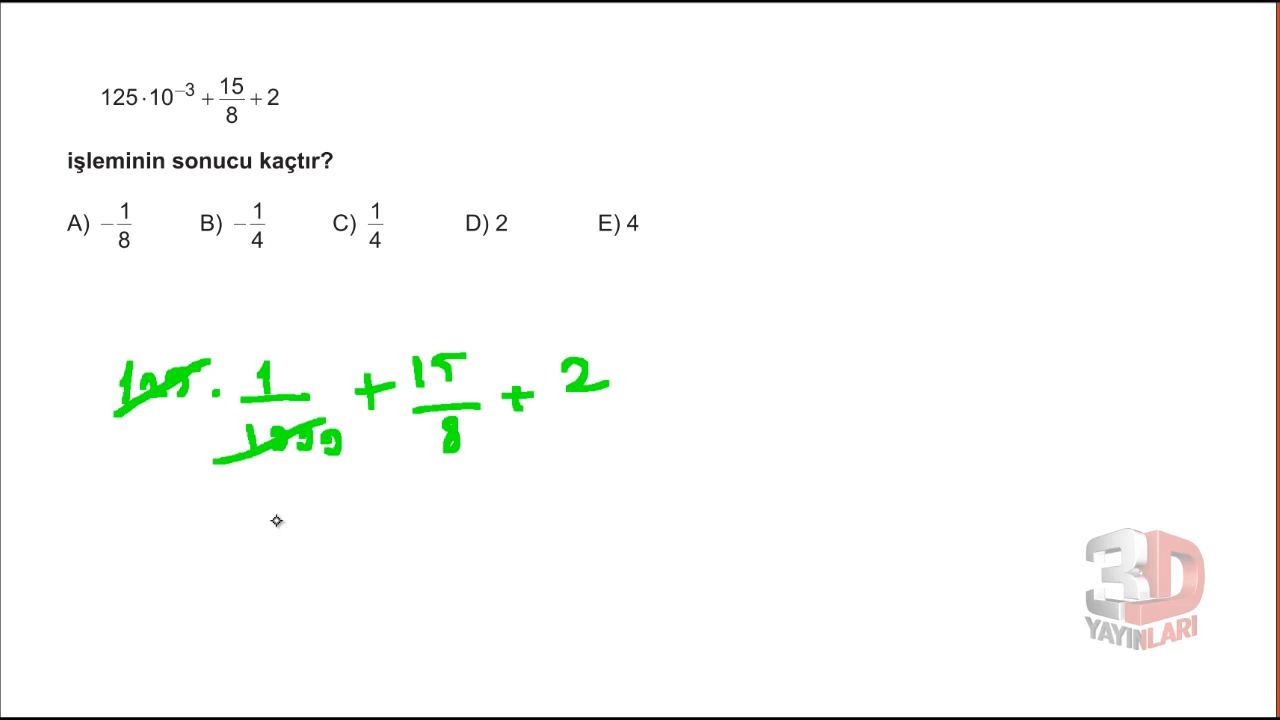 125·10⁻³ + 15/8 + 2
işleminin sonucu kaçtır?
A) −1/8 B) −1/4 C) 1/4 D) 2 E) 4
125 · 1/1000 + 15/8 + 2
3D
YAYINLARI